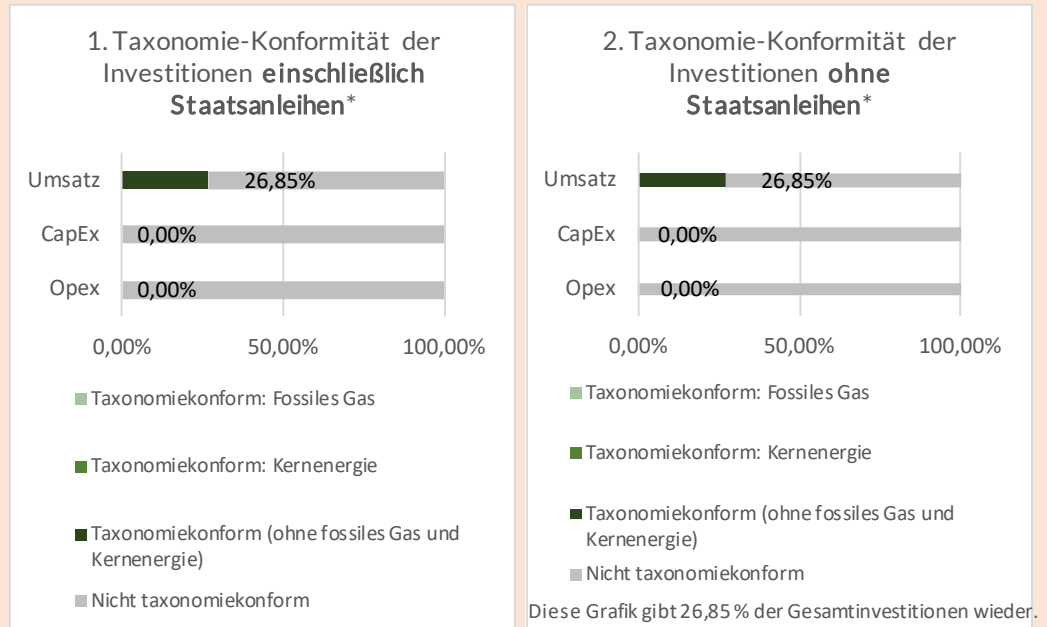 1. Taxonomie-Konformität der
Investitionen einschließlich
Staatsanleihen*
Umsatz
26,85%
CapEx
0,00%
Opex
0,00%
0,00%
50,00%
100,00%
Taxonomiekonform: Fossiles Gas
Taxonomiekonform: Kernenergie
Taxonomiekonform (ohne fossiles Gas und
Kernenergie)
Nicht taxonomiekonform
2. Taxonomie-Konformität der
Investitionen ohne
Staatsanleihen*
Umsatz
26,85%
CapEx
0,00%
Opex
0,00%
0,00%
50,00%
100,00%
Taxonomiekonform: Fossiles Gas
Taxonomiekonform: Kernenergie
Taxonomiekonform (ohne fossiles Gas und
Kernenergie)
Nicht taxonomiekonform
Diese Grafik gibt 26,85 % der Gesamtinvestitionen wieder.